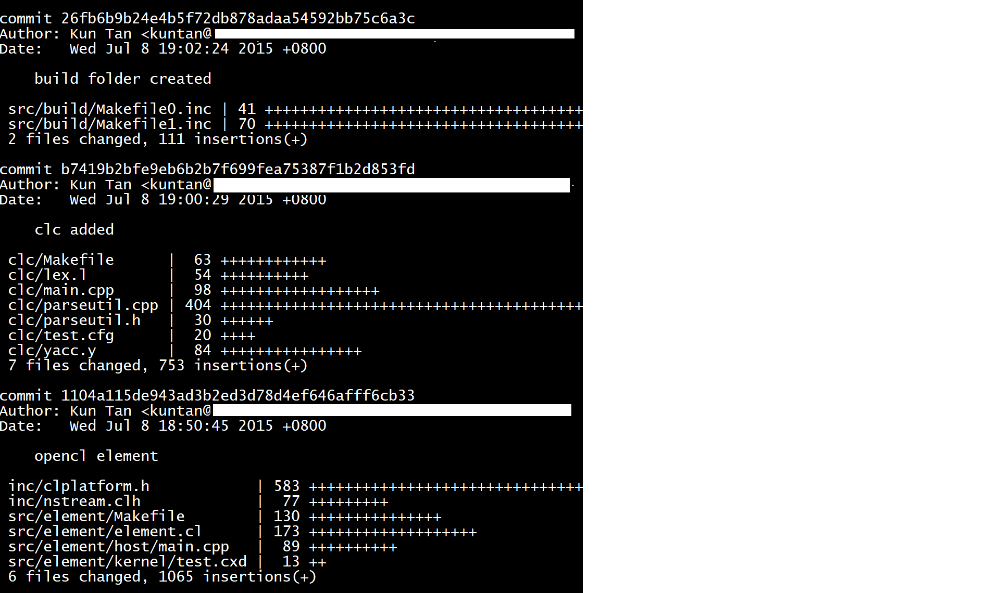 commit 26fb6b9b24e4b5f72db878adaa54592bb75c6a3c
Author: Kun Tan <kuntan@
Date:   Wed Jul 8 19:02:24 2015 +0800
build folder created
src/build/Makefile0.inc | 41 ++++++++++++++++++++++++++++++++++++
src/build/Makefile1.inc | 70 ++++++++++++++++++++++++++++++++++++
2 files changed, 111 insertions(+)
commit b7419b2bfe9eb6b2b7f699fea75387f1b2d853fd
Author: Kun Tan <kuntan@
Date:   Wed Jul 8 19:00:29 2015 +0800
clc added
clc/Makefile      |  63 ++++++++++++
clc/lex.l         |  54 ++++++++++
clc/main.cpp      |  98 ++++++++++++++++++
clc/parseutil.cpp | 404 +++++++++++++++++++++++++++++++++++++++++
clc/parseutil.h   |  30 ++++++
clc/test.cfg      |  20 ++++
clc/yacc.y        |  84 ++++++++++++++++
7 files changed, 753 insertions(+)
commit 1104a115de943ad3b2ed3d78d4ef646afff6cb33
Author: Kun Tan <kuntan@
Date:   Wed Jul 8 18:50:45 2015 +0800
opencl element
inc/clplatform.h            | 583 +++++++++++++++++++++++++++++++
inc/nstream.clh             |  77 +++++++++
src/element/Makefile        | 130 +++++++++++++++
src/element/element.cl      | 173 +++++++++++++++++++
src/element/host/main.cpp   |  89 ++++++++++
src/element/kernel/test.cxd |  13 ++
6 files changed, 1065 insertions(+)